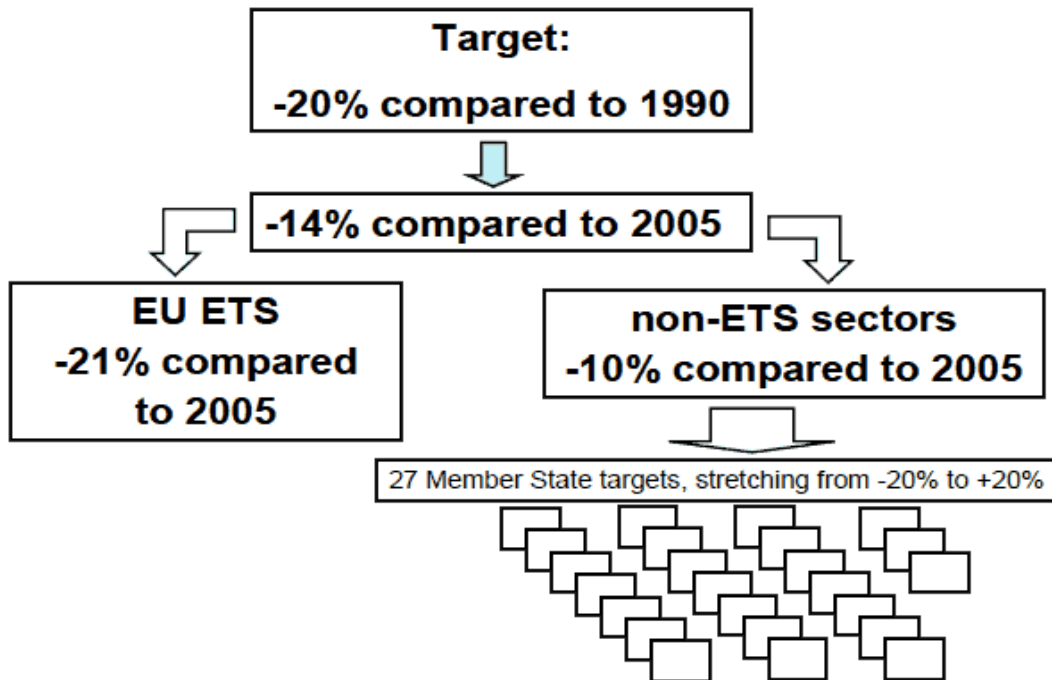 Target:
-20% compared to 1990
-14% compared to 2005
EU ETS
-21% compared
to 2005
non-ETS sectors
-10% compared to 2005
27 Member State targets, stretching from -20% to +20%